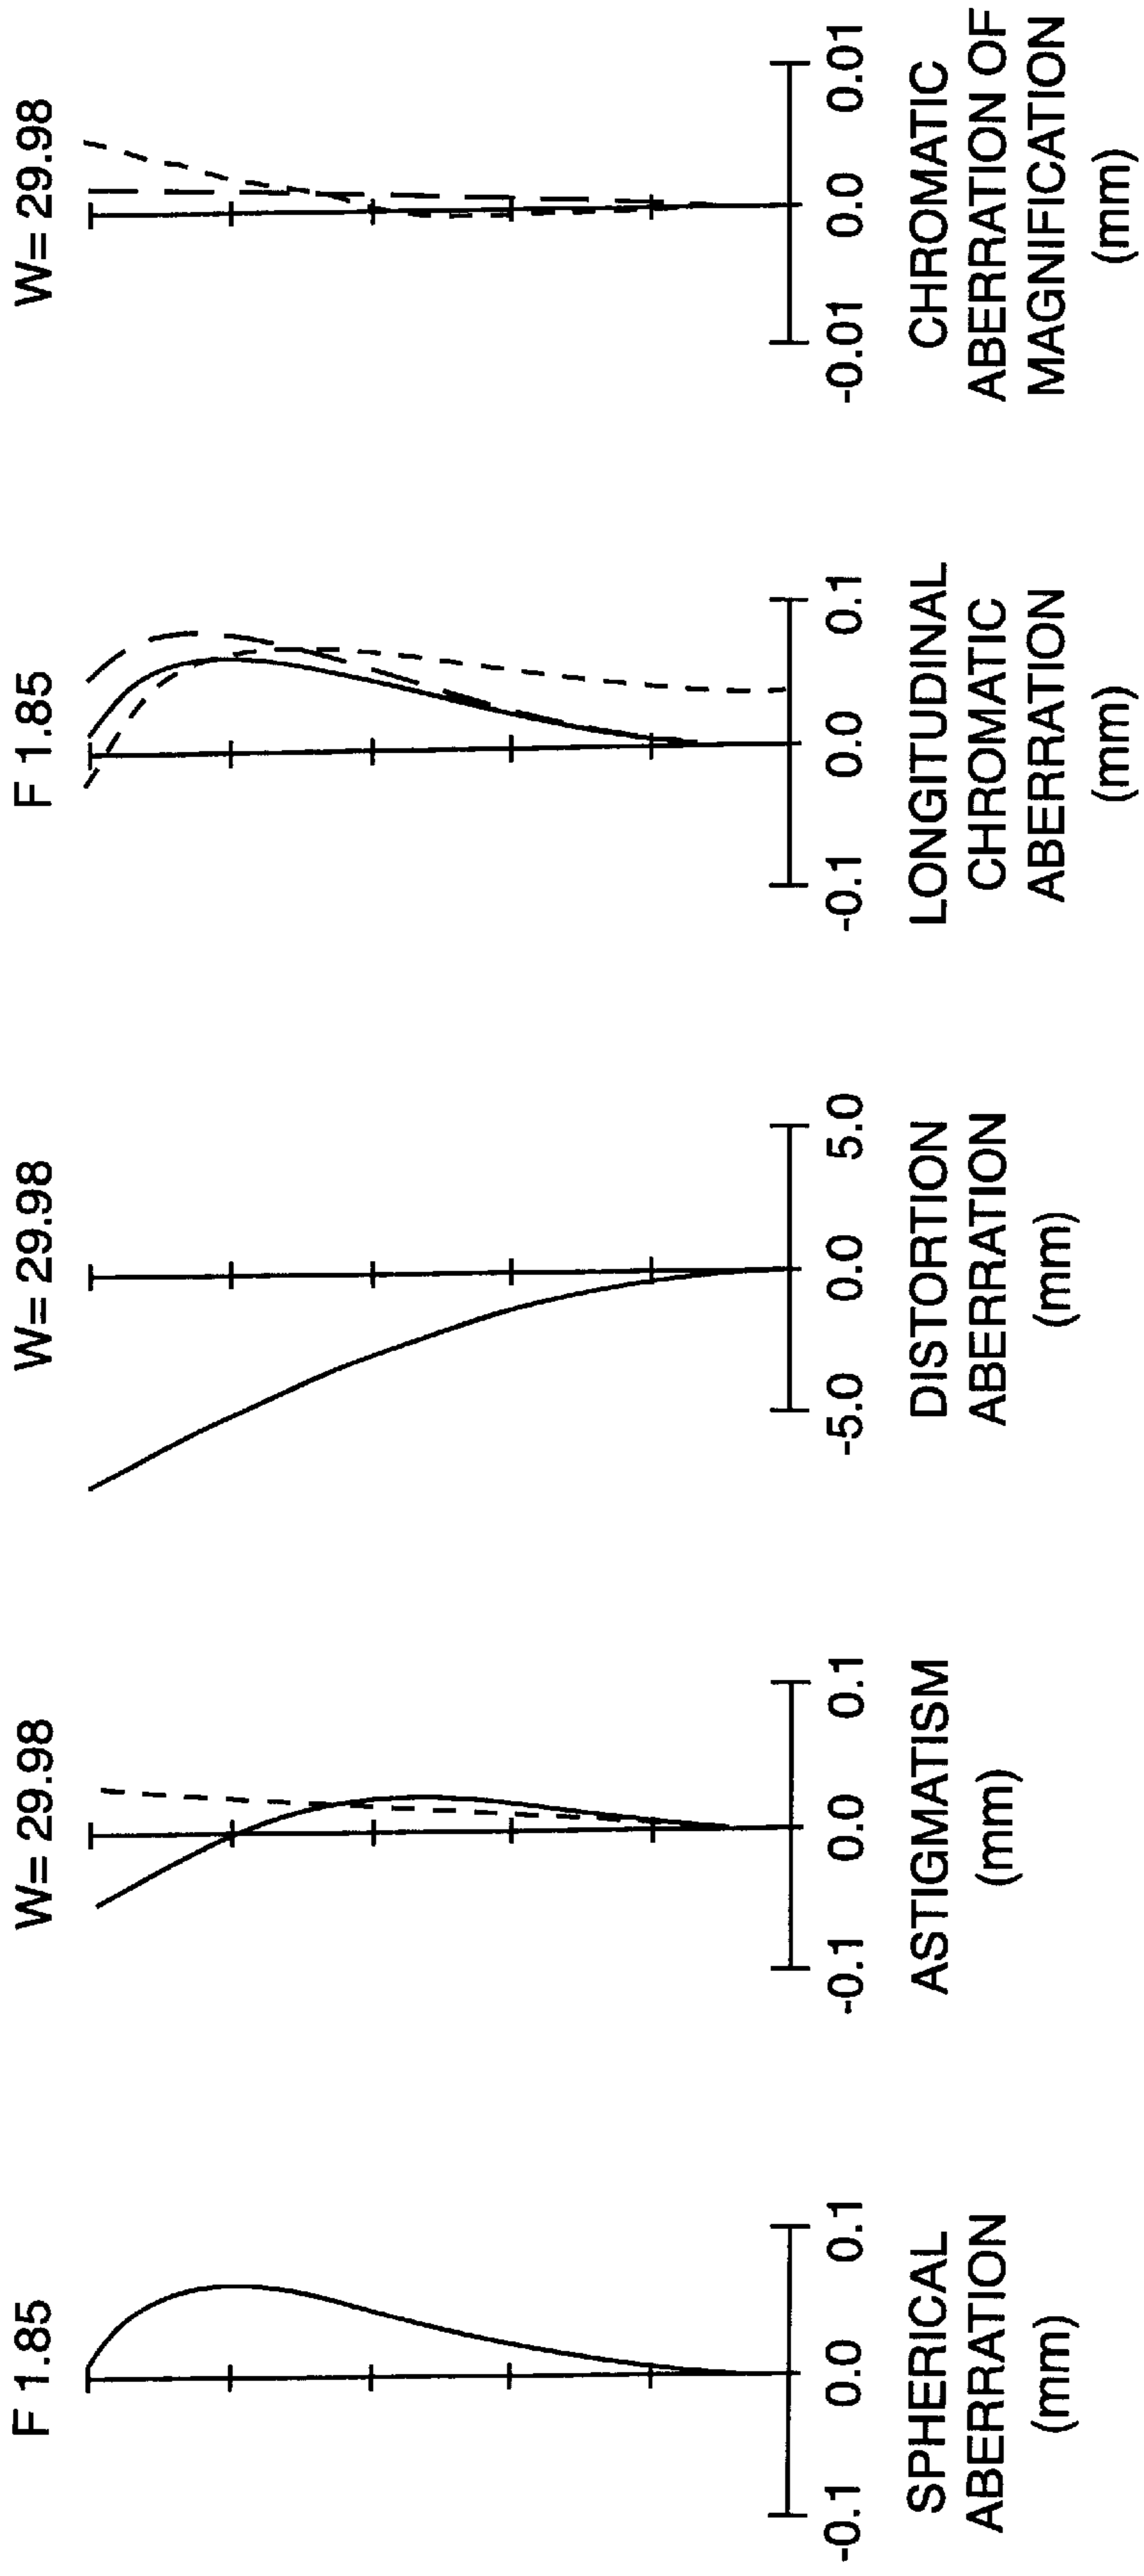 F 1.85
-0.1 0.0 0.1
SPHERICAL
ABERRATION
(mm)
W= 29.98
-0.1 0.0 0.1
ASTIGMATISM
(mm)
W= 29.98
-5.0 0.0 5.0
DISTORTION
ABERRATION
(mm)
F 1.85
-0.1 0.0 0.1
LONGITUDINAL
CHROMATIC
ABERRATION
(mm)
W= 29.98
-0.01 0.0 0.01
CHROMATIC
ABERRATION OF
MAGNIFICATION
(mm)